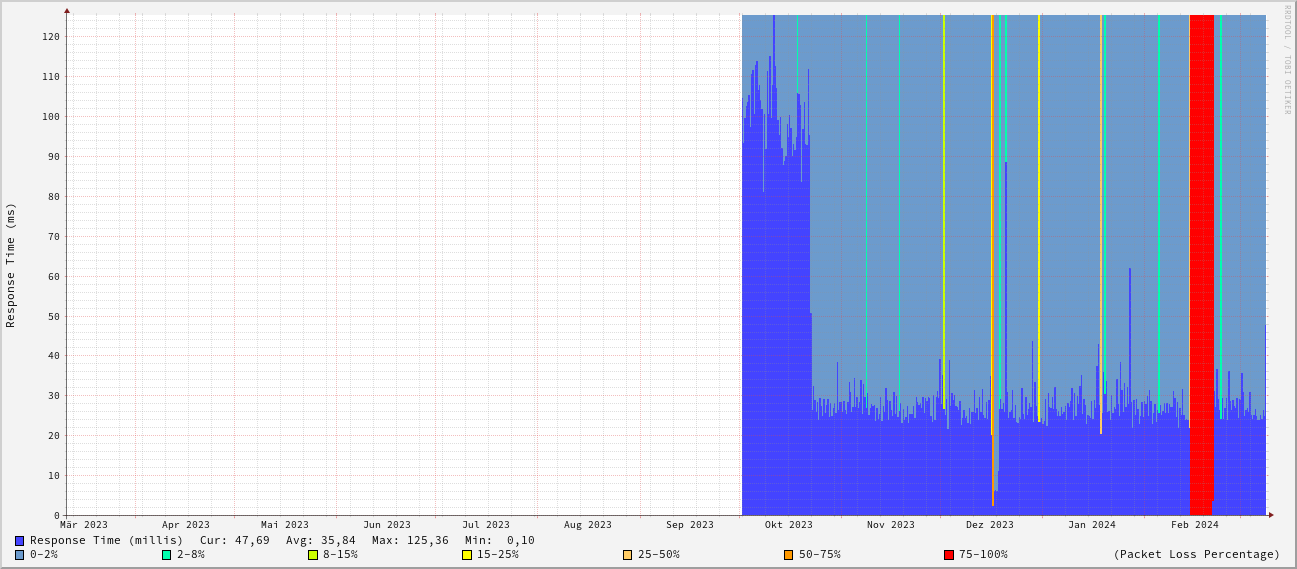 RRDTOOL / TOBI OETIKER
Response Time (ms)
120
110
100
90
80
70
60
50
40
30
20
10
0
Mär 2023 Apr 2023 Mai 2023 Jun 2023 Jul 2023 Aug 2023 Sep 2023 Okt 2023 Nov 2023 Dez 2023 Jan 2024 Feb 2024
Response Time (millis) Cur: 47,69 Avg: 35,84 Max: 125,36 Min: 0,10
0-2% 2-8% 8-15% 15-25% 25-50% 50-75% 75-100% (Packet Loss Percentage)